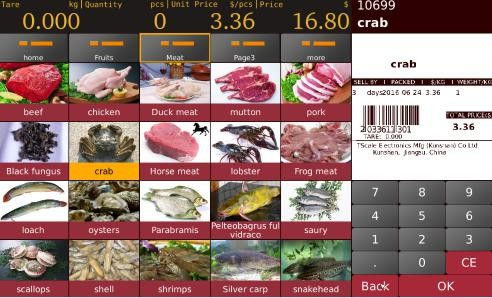 Tare kg | Quantity pcs | Unit Price $/pcs | Price $
0.000 0 3.36 16.80
home Fruits Meat Page3 more
beef chicken Duck meat mutton pork
Black fungus crab Horse meat lobster Frog meat
loach oysters Parabramis Pelteobagrus ful
vidraco saury
scallops shell shrimps Silver carp snakes
10699
crab
crab
SELL BY | PACKED | $/KG | WEIGHT/KG
3 days2016 06 24 3.36 1
2033611301
TOTAL PRICE($)
TARE: 0.000
3.36
TScale Electronics Mfg (Kunshan) Co Ltd
Kunshan, Jiangsu, China
7 8 9
4 5 6
1 2 3
. 0 CE
Back OK